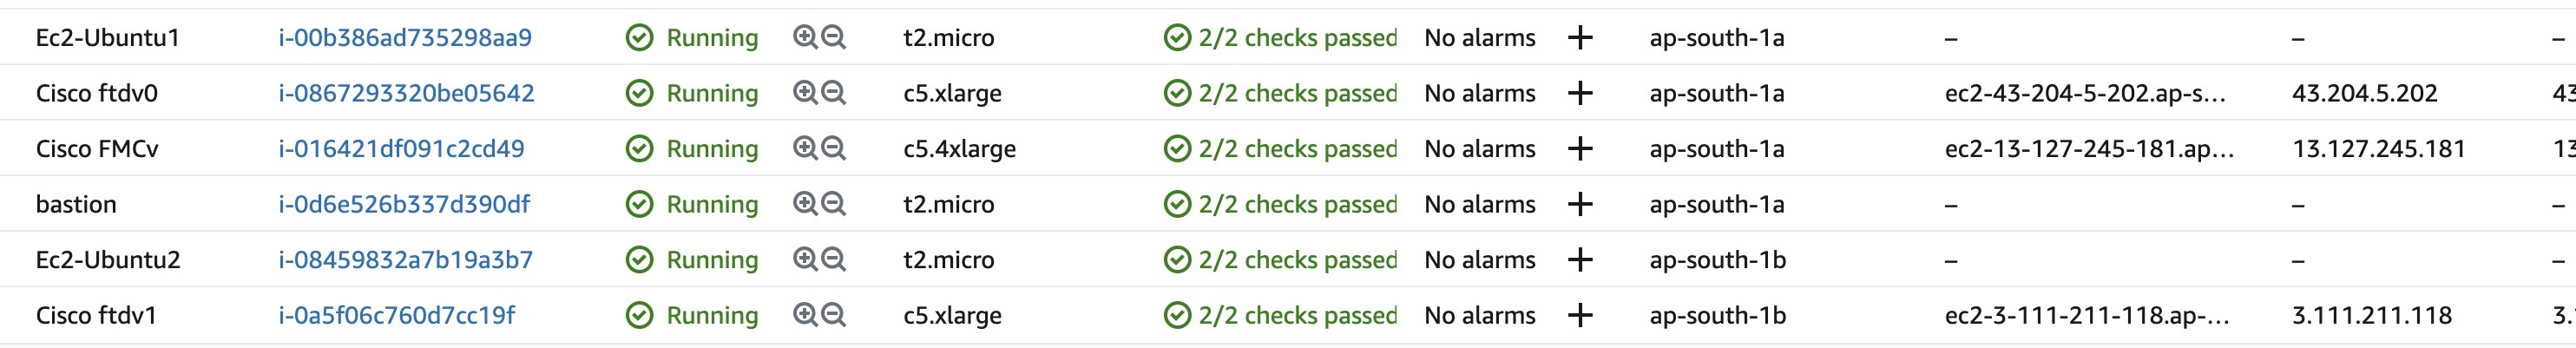 Ec2-Ubuntu1 i-00b386ad735298aa9 Running t2.micro 2/2 checks passed No alarms + ap-south-1a – – –
Cisco ftdv0 i-0867293320be05642 Running c5.xlarge 2/2 checks passed No alarms + ap-south-1a ec2-43-204-5-202.ap-s... 43.204.5.202 43
Cisco FMCv i-016421df091c2cd49 Running c5.4xlarge 2/2 checks passed No alarms + ap-south-1a ec2-13-127-245-181.ap... 13.127.245.181 13
bastion i-0d6e526b337d390df Running t2.micro 2/2 checks passed No alarms + ap-south-1a – – –
Ec2-Ubuntu2 i-08459832a7b19a3b7 Running t2.micro 2/2 checks passed No alarms + ap-south-1b – – –
Cisco ftdv1 i-0a5f06c760d7cc19f Running c5.xlarge 2/2 checks passed No alarms + ap-south-1b ec2-3-111-211-118.ap-... 3.111.211.118 3.